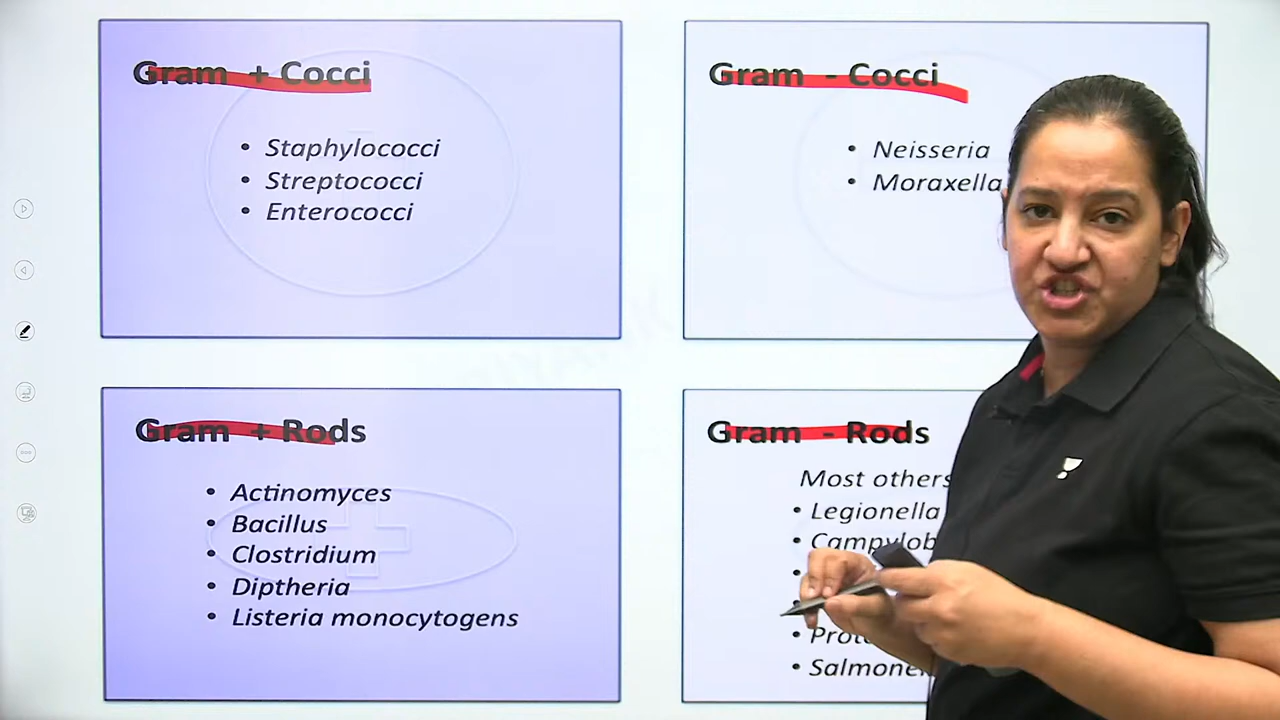 Gram + Cocci
• Staphylococci
• Streptococci
• Enterococci
Gram - Cocci
• Neisseria
• Moraxella
Gram + Rods
• Actinomyces
• Bacillus
• Clostridium
• Diptheria
• Listeria monocytogens
Gram - Rods
Most others
• Legionella